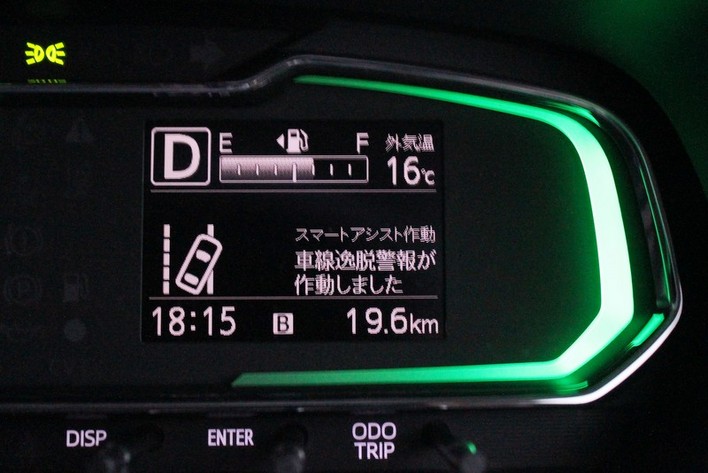 D E F 外気温
16℃
スマートアシスト作動
車線逸脱警報が
作動しました
18:15 B 19.6km
DISP ENTER ODO
TRIP